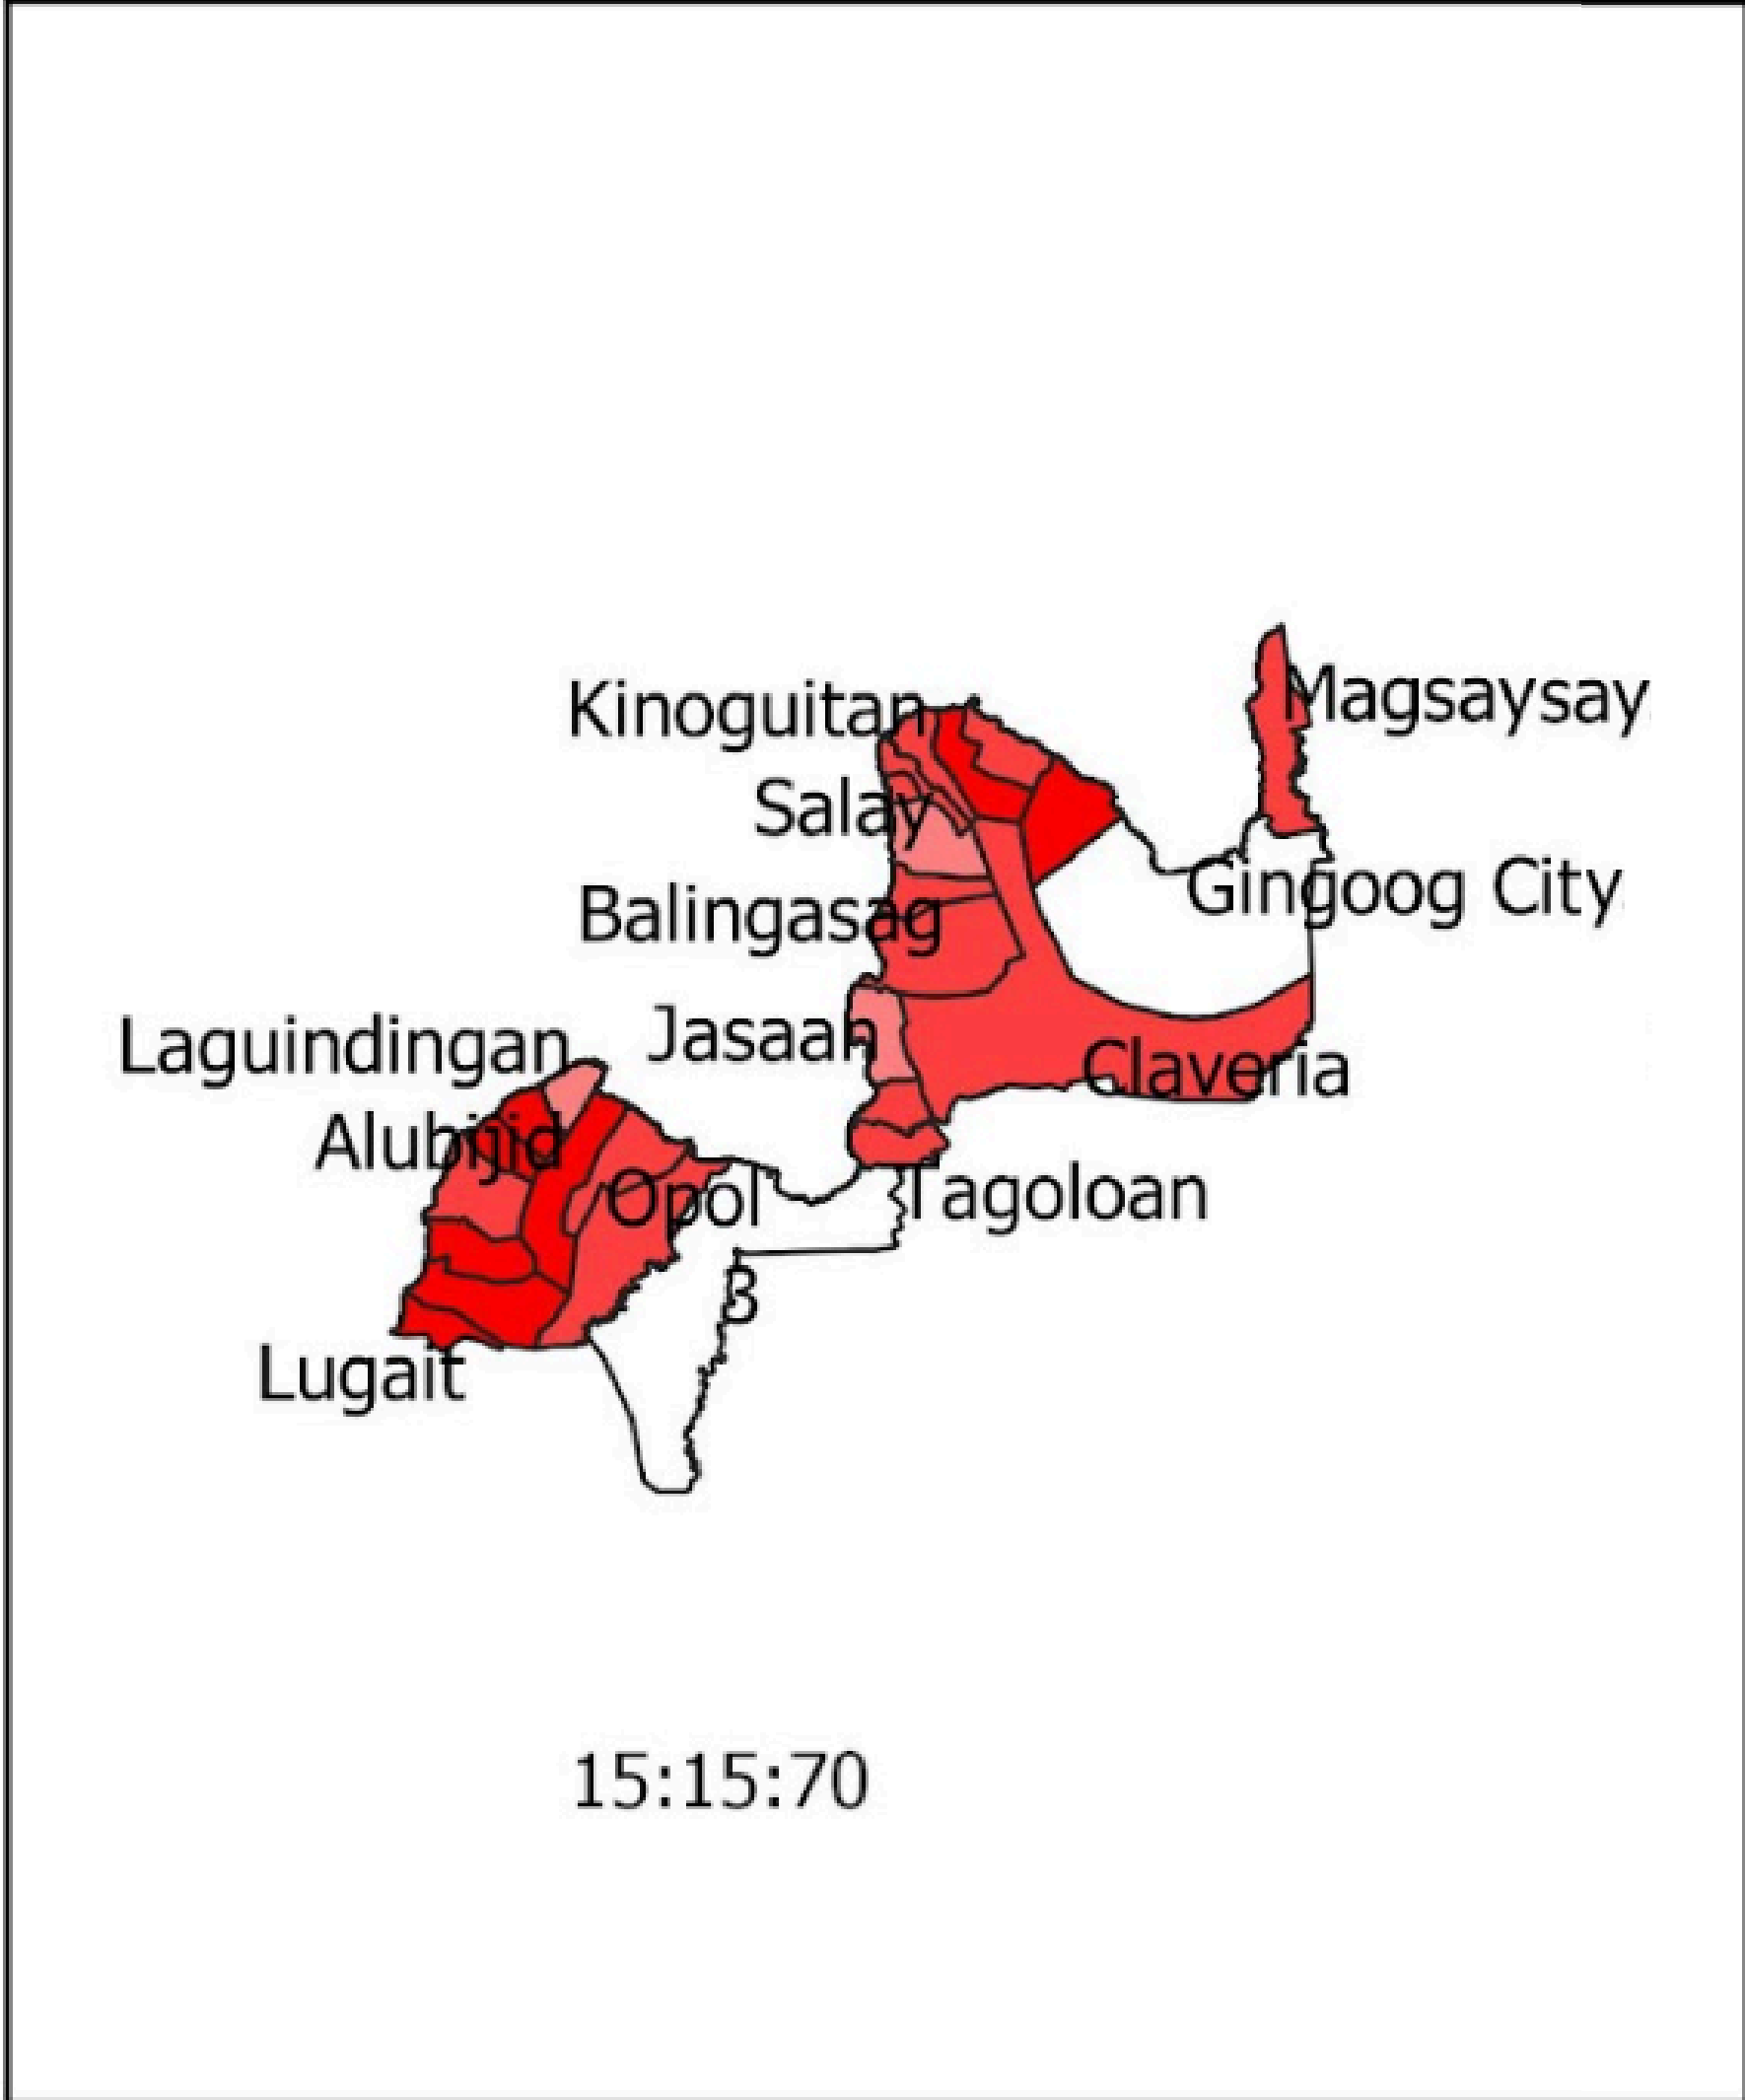 Magsaysay
Kinoguitan
Salay
Gingoog City
Balingasag
Jasaan
Laguindingan
Claveria
Alubijid
Opol
Tagoloan
3
Lugait
15:15:70